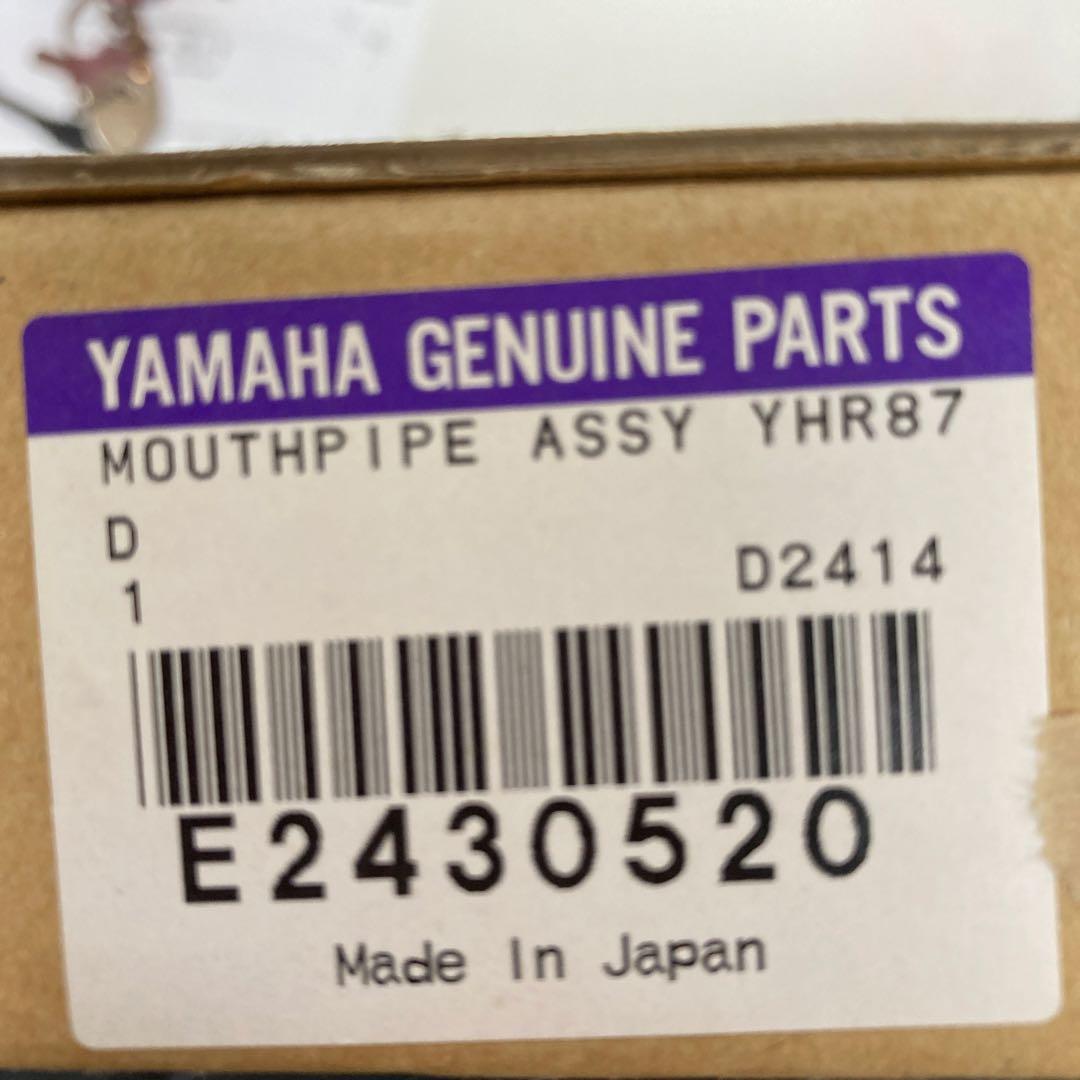 YAMAHA GENUINE PARTS
MOUTHPIPE ASSY YHR87
D
1 D2414
E2430520
Made In Japan